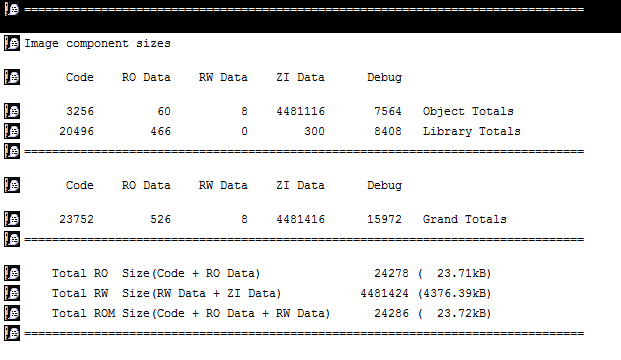 ================================================================================
Image component sizes
      Code    RO Data    RW Data    ZI Data      Debug
      3256         60          8    4481116       7564   Object Totals
     20496        466          0        300       8408   Library Totals
================================================================================
      Code    RO Data    RW Data    ZI Data      Debug
     23752        526          8    4481416      15972   Grand Totals
================================================================================
    Total RO  Size(Code + RO Data)                24278 (  23.71kB)
    Total RW  Size(RW Data + ZI Data)           4481424 (4376.39kB)
    Total ROM Size(Code + RO Data + RW Data)      24286 (  23.72kB)
================================================================================